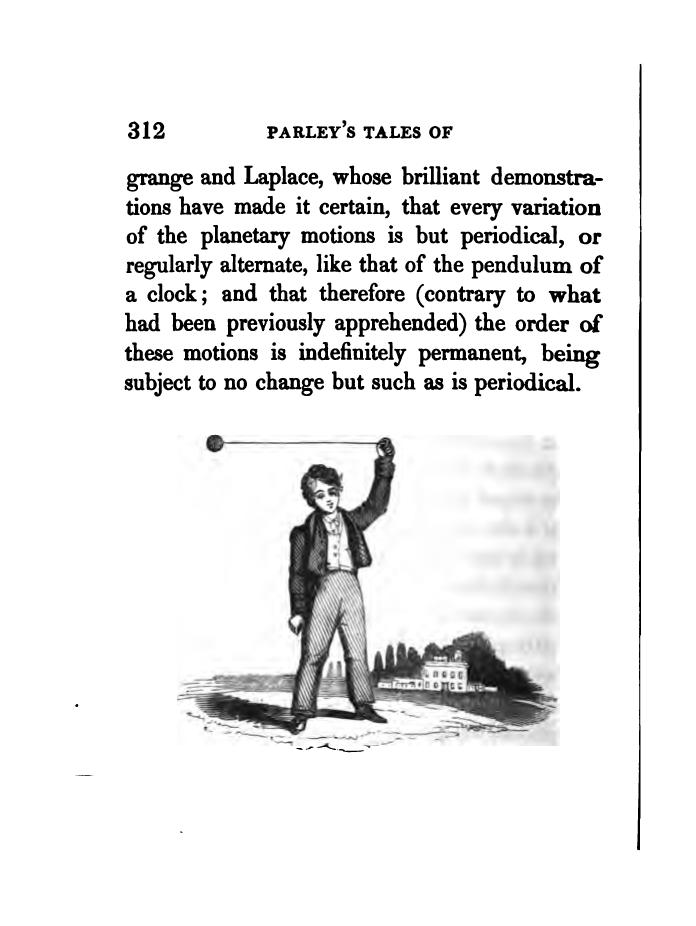 312 PARLEY'S TALES OF
grange and Laplace, whose brilliant demonstra-
tions have made it certain, that every variation
of the planetary motions is but periodical, or
regularly alternate, like that of the pendulum of
a clock; and that therefore (contrary to what
had been previously apprehended) the order of
these motions is indefinitely permanent, being
subject to no change but such as is periodical.